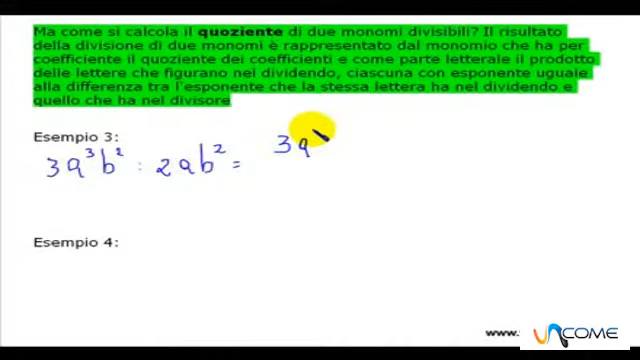 Ma come si calcola il quoziente di due monomi divisibili? Il risultato
della divisione di due monomi è rappresentato dal monomio che ha per
coefficiente il quoziente dei coefficienti e come parte letterale il prodotto
delle lettere che figurano nel dividendo, ciascuna con esponente uguale
alla differenza tra l'esponente che la stessa lettera ha nel dividendo e
quello che ha nel divisore
Esempio 3:
3a³b² : 2ab² = 3a
Esempio 4:
www.
COME